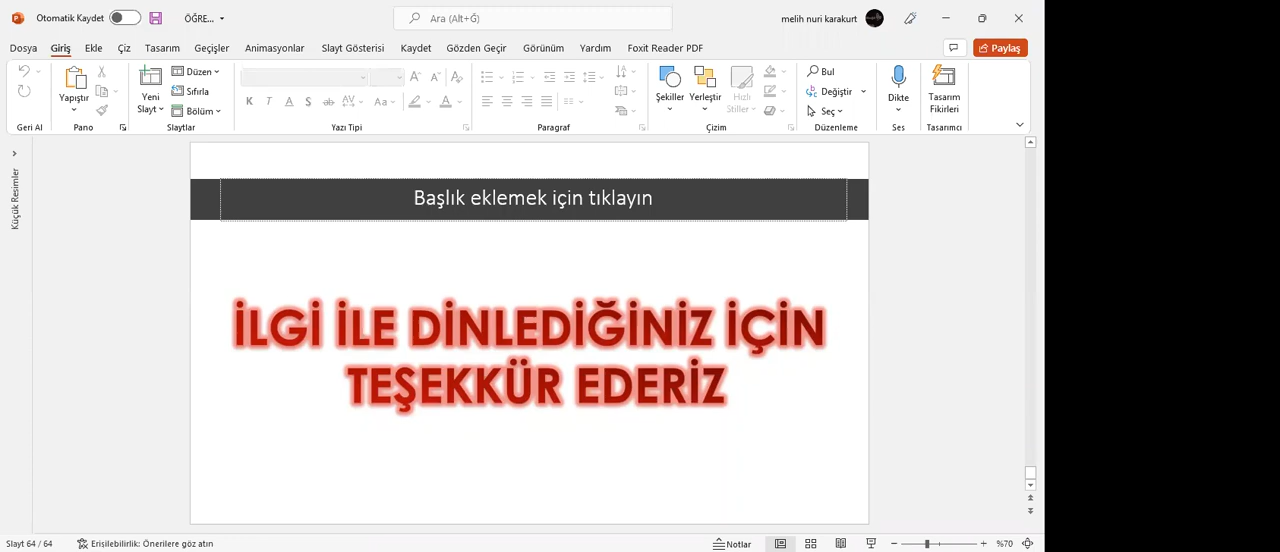 Otomatik Kaydet
ÖĞRE...
Ara (Alt+Ğ)
melih nuri karakurt
Dosya Giriş Ekle Çiz Tasarım Geçişler Animasyonlar Slayt Gösterisi Kaydet Gözden Geçir Görünüm Yardım Foxit Reader PDF
Paylaş
Yapıştır
Yeni Slayt
Düzen
Sıfırla
Bölüm
K T A S ab AV Aa A
Şekiller
Yerleştir
Hızlı Stiller
Bul
Değiştir
Seç
Dikte
Tasarım Fikirleri
Geri Al Pano Slaytlar Yazı Tipi Paragraf Çizim Düzenleme Ses Tasarımcı
Küçük Resimler
Başlık eklemek için tıklayın
İLGİ İLE DİNLEDİĞİNİZ İÇİN
TEŞEKKÜR EDERİZ
Slayt 64 / 64
Erişilebilirlik: Önerilere göz atın
Notlar
%70